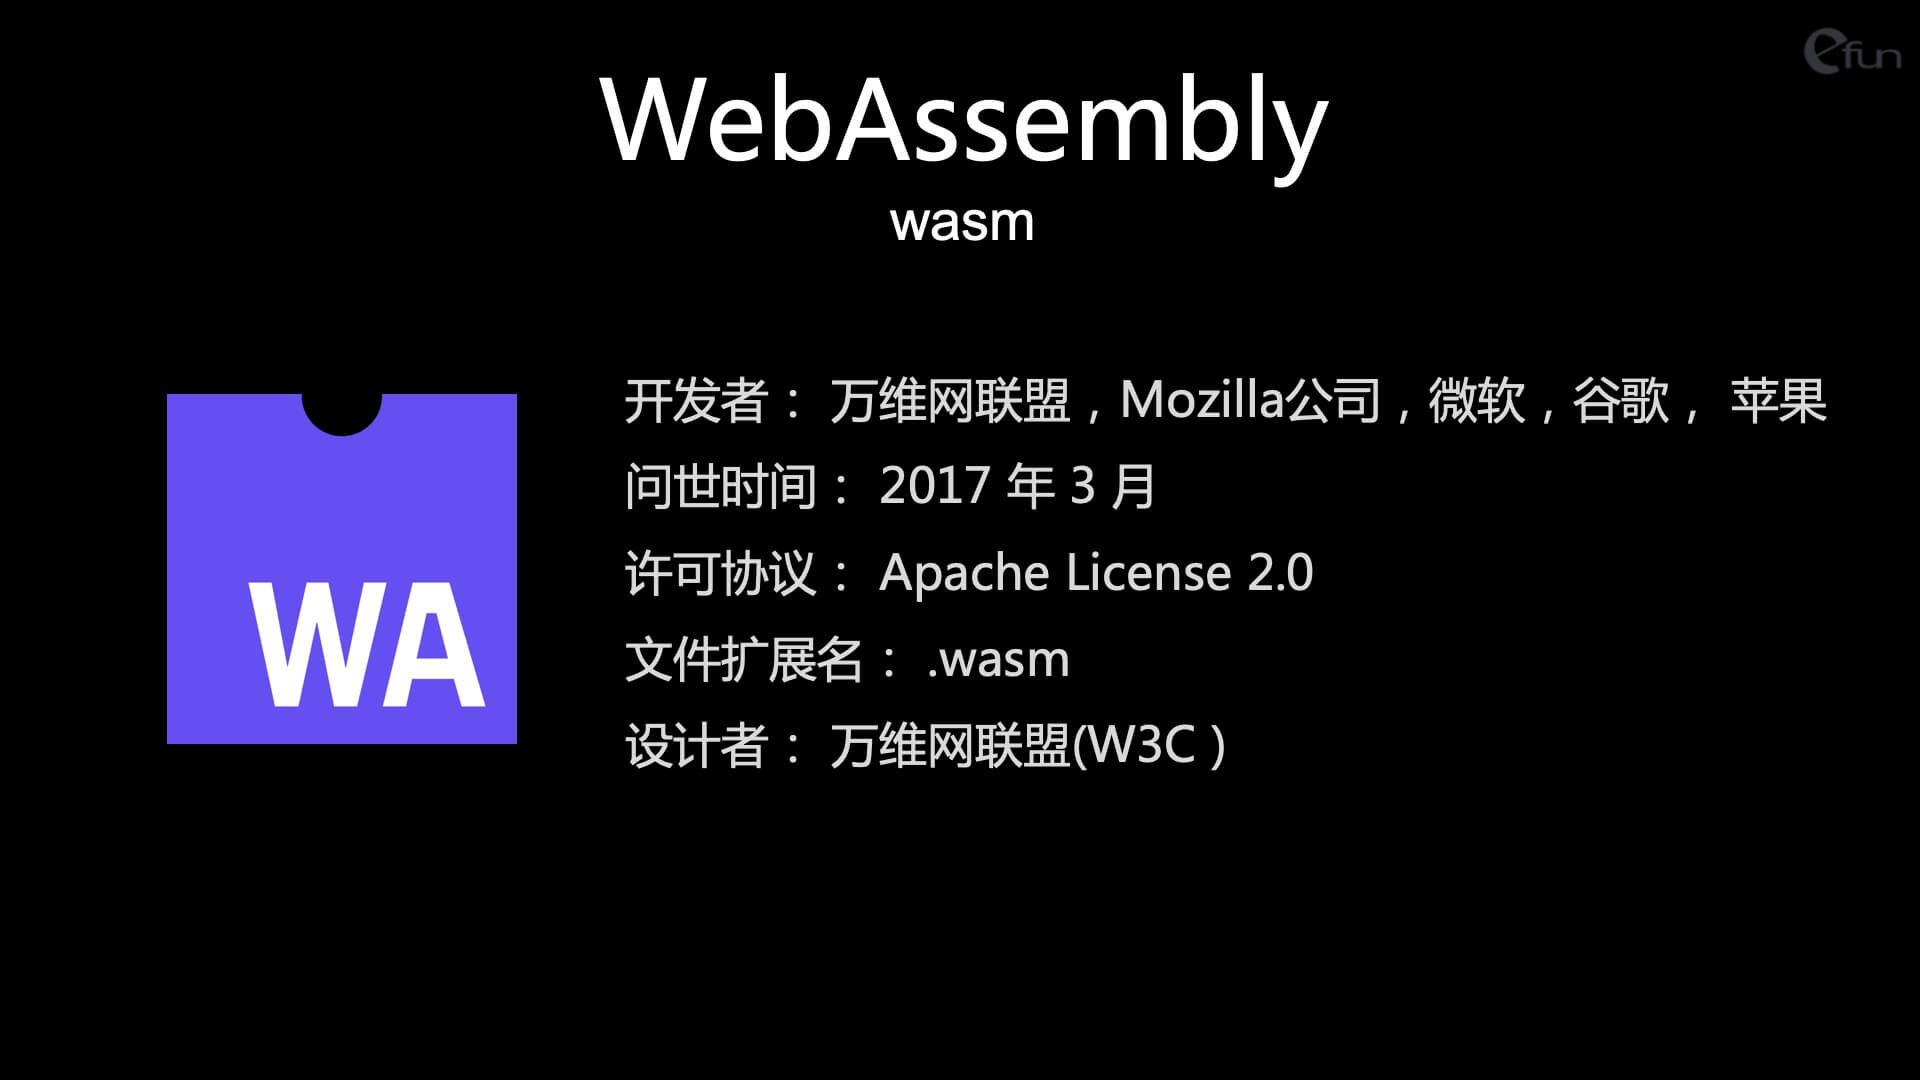 efun
WebAssembly
wasm
WA
开发者： 万维网联盟，Mozilla公司，微软，谷歌， 苹果
问世时间： 2017 年 3 月
许可协议： Apache License 2.0
文件扩展名： .wasm
设计者： 万维网联盟(W3C）